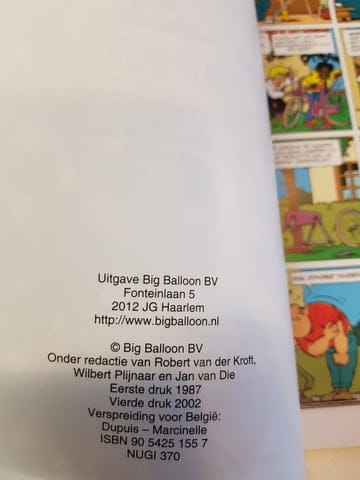 Uitgave Big Balloon BV
Fonteinlaan 5
2012 JG Haarlem
http://www.bigballoon.nl
© Big Balloon BV
Onder redactie van Robert van der Kroft,
Wilbert Plijnaar en Jan van Die
Eerste druk 1987
Vierde druk 2002
Verspreiding voor België:
Dupuis – Marcinelle
ISBN 90 5425 155 7
NUGI 370